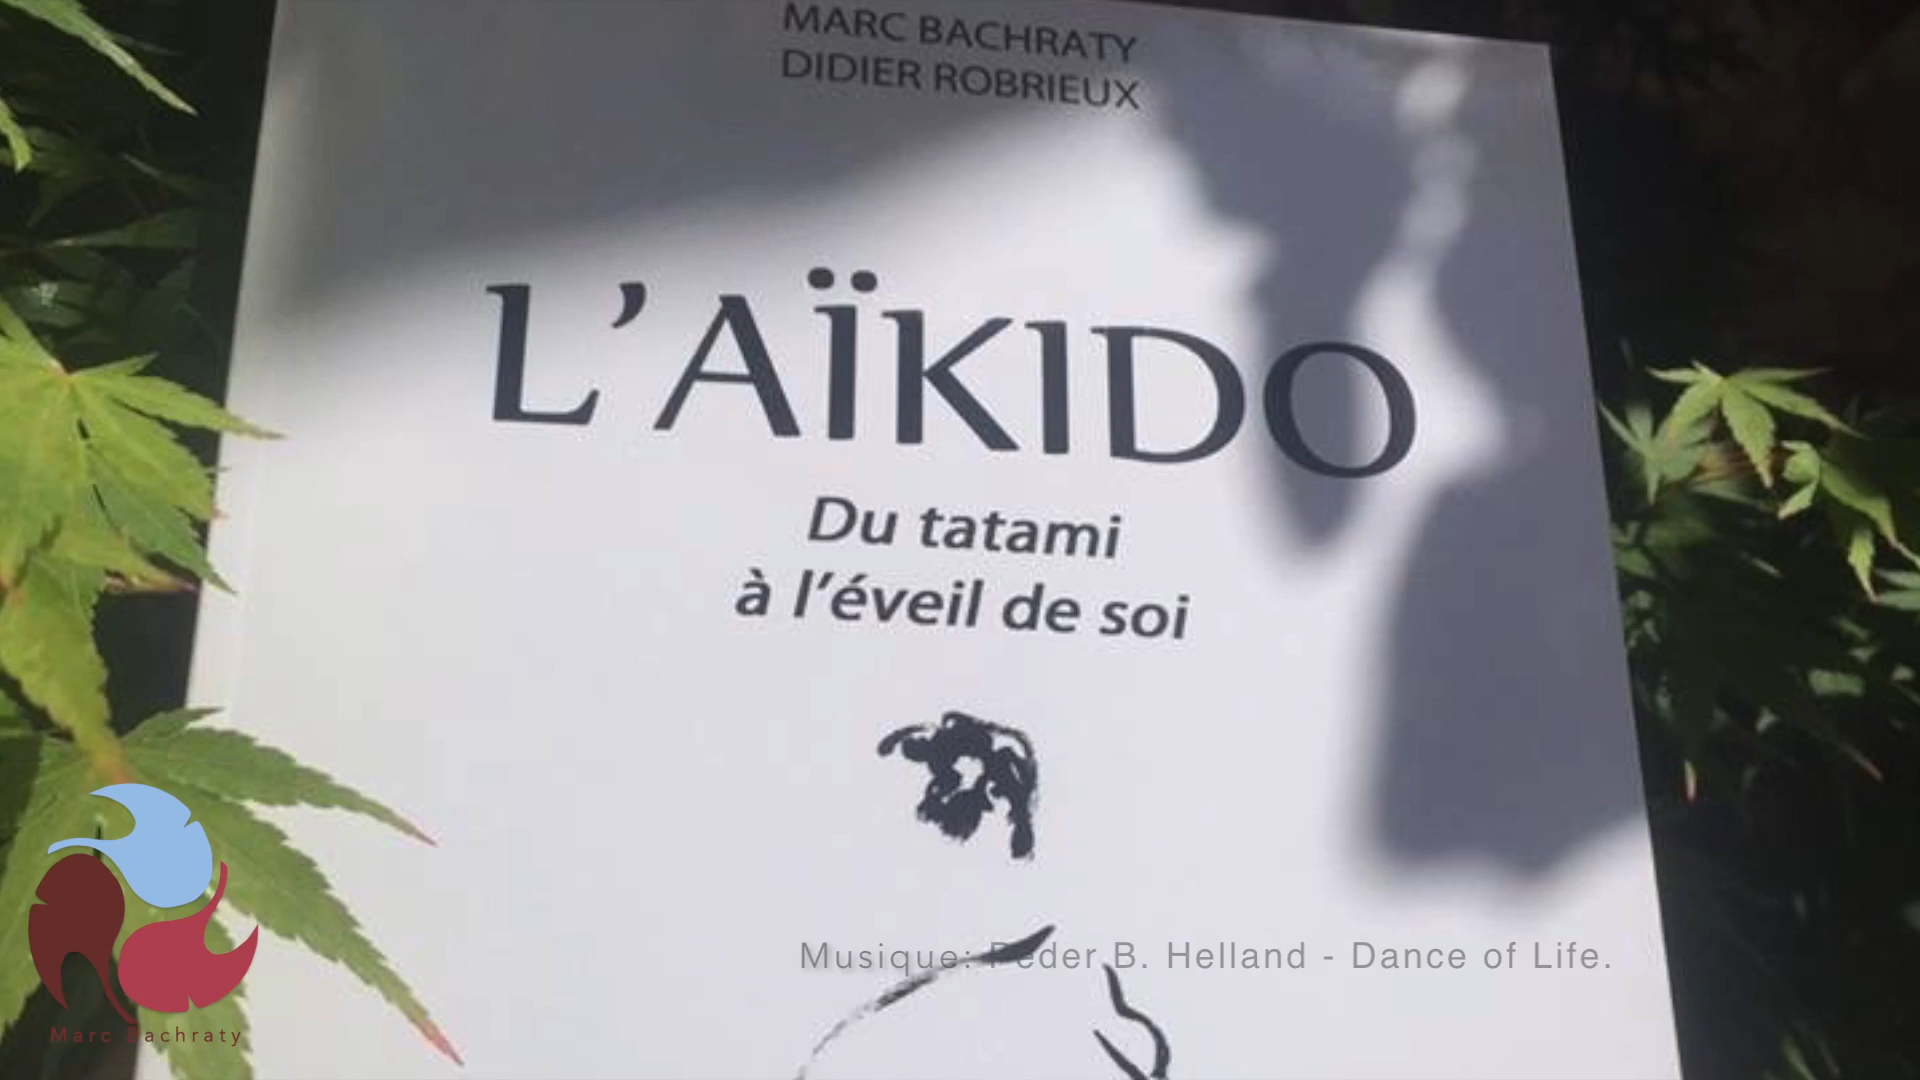 MARC BACHRATY
DIDIER ROBRIEUX
L'AÏKIDO
Du tatami
à l'éveil de soi
Musique: Peder B. Helland - Dance of Life.
Marc Bachraty